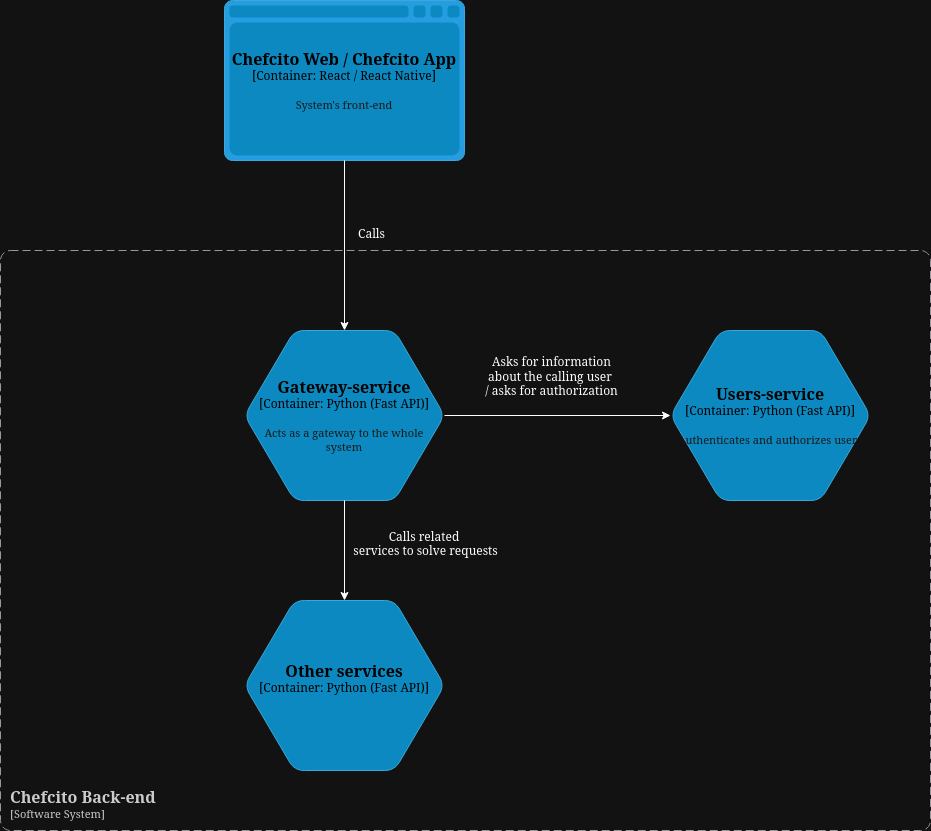 Chefcito Web / Chefcito App
[Container: React / React Native]
System's front-end
Calls
Gateway-service
[Container: Python (Fast API)]
Acts as a gateway to the whole
system
Asks for information
about the calling user
/ asks for authorization
Users-service
[Container: Python (Fast API)]
uthenticates and authorizes user
Calls related
services to solve requests
Other services
[Container: Python (Fast API)]
Chefcito Back-end
[Software System]